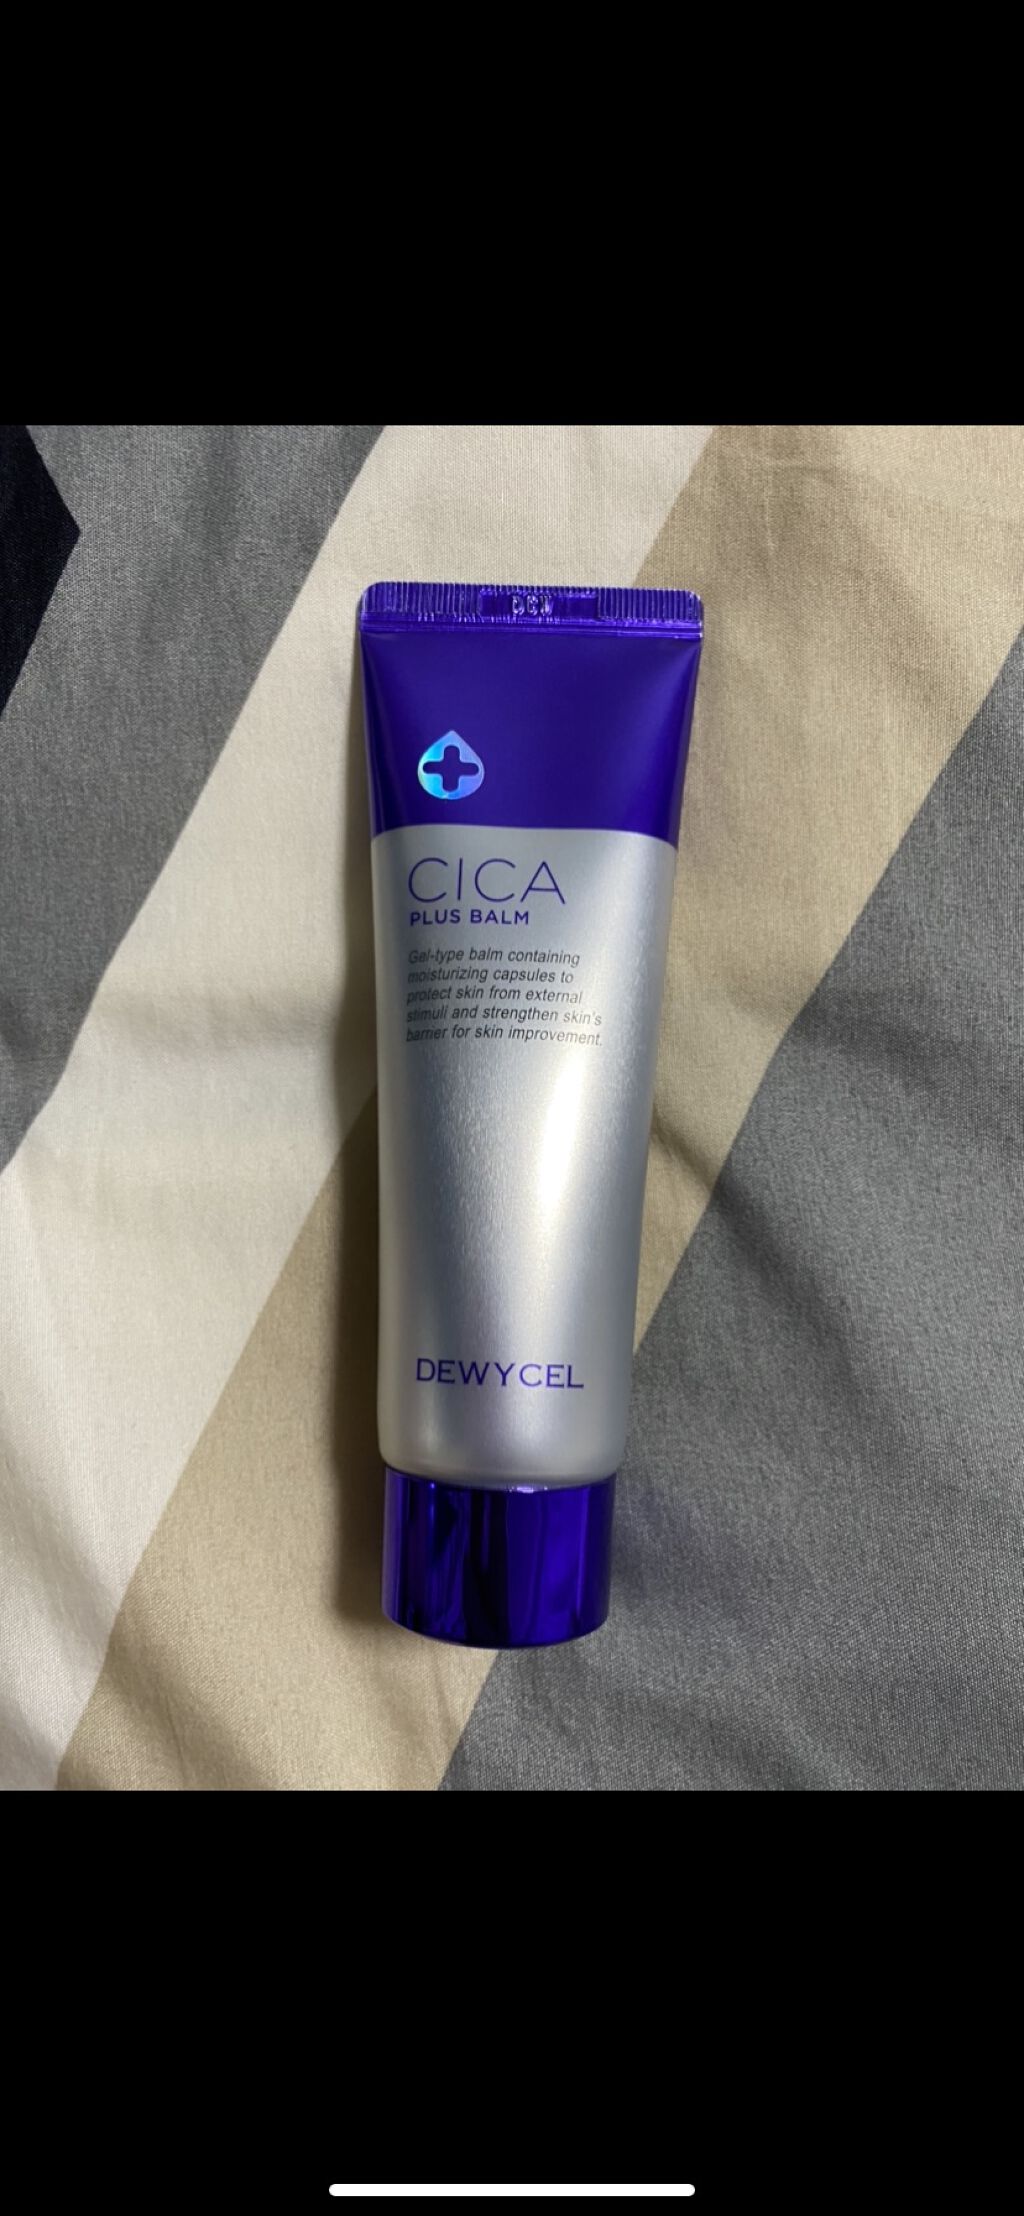 CICA
PLUS BALM
Gel-type balm containing
moisturizing capsules to
protect skin from external
stimuli and strengthen skin's
barrier for skin improvement.
DEWYCEL